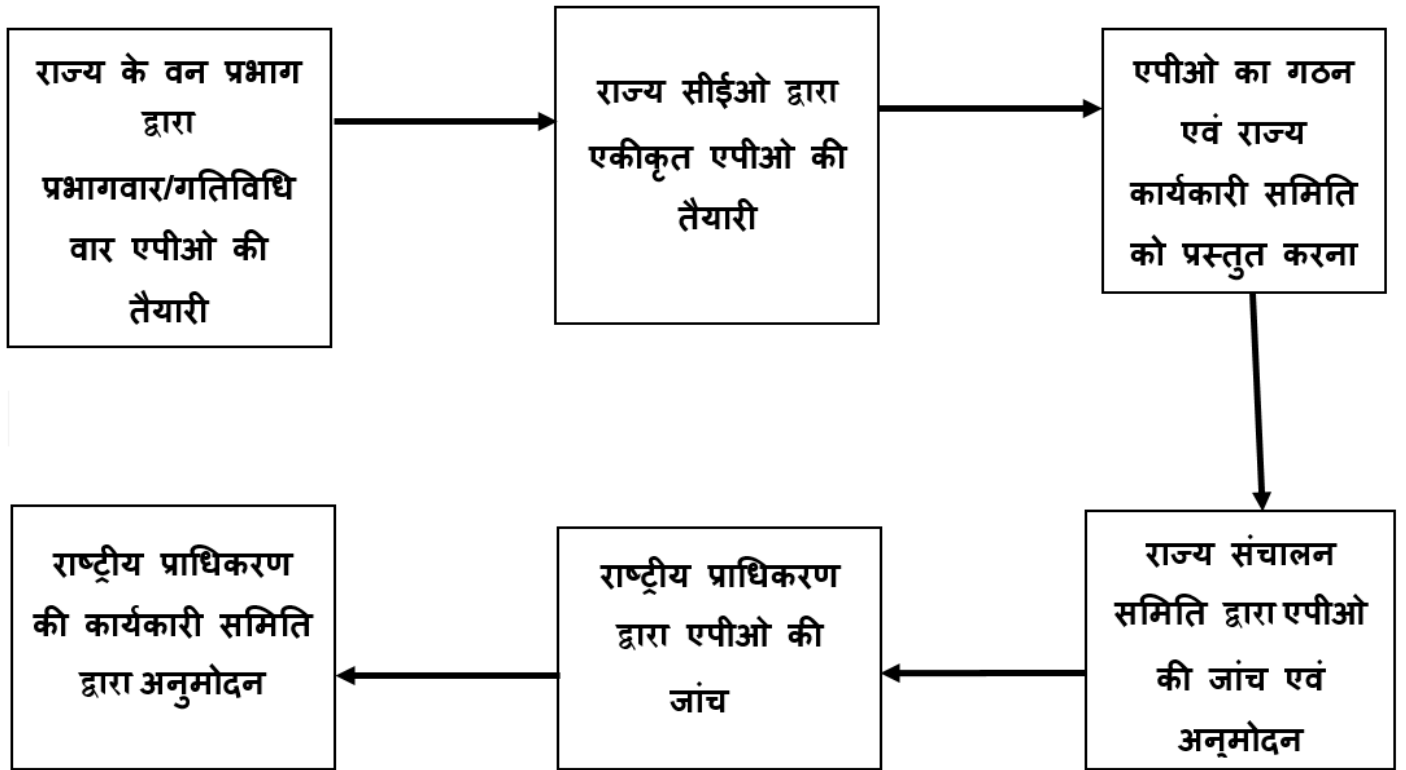 राज्य के वन प्रभाग
द्वारा
प्रभागवार/गतिविधि
वार एपीओ की
तैयारी
राज्य सीईओ द्वारा
एकीकृत एपीओ की
तैयारी
एपीओ का गठन
एवं राज्य
कार्यकारी समिति
को प्रस्तुत करना
राज्य संचालन
समिति द्वारा एपीओ
की जांच एवं
अनुमोदन
राष्ट्रीय प्राधिकरण
द्वारा एपीओ की
जांच
राष्ट्रीय प्राधिकरण
की कार्यकारी समिति
द्वारा अनुमोदन